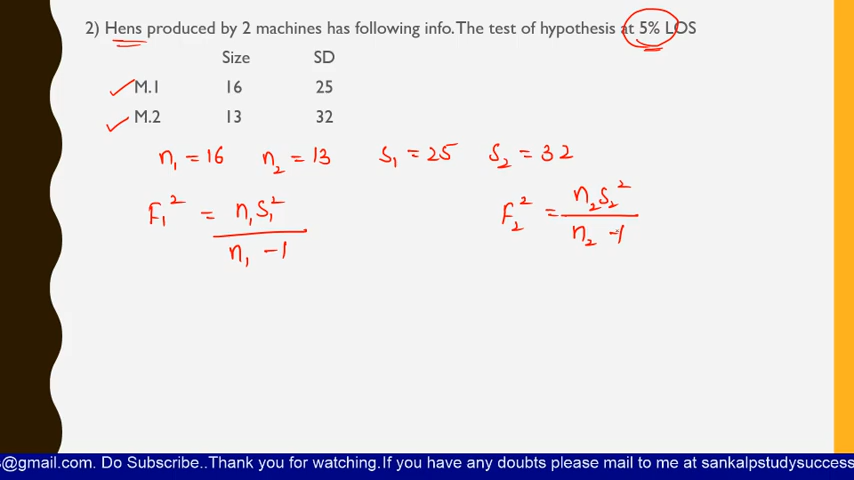 2) Hens produced by 2 machines has following info.The test of hypothesis at 5% LOS
Size SD
M.1 16 25
M.2 13 32
n₁ = 16 n₂ = 13 S₁ = 25 S₂ = 32
F₁² = n₁S₁² / n₁ -1 F₂² = n₂S₂² / n₂ -1
s@gmail.com. Do Subscribe..Thank you for watching.If you have any doubts please mail to me at sankalpstudysuccess